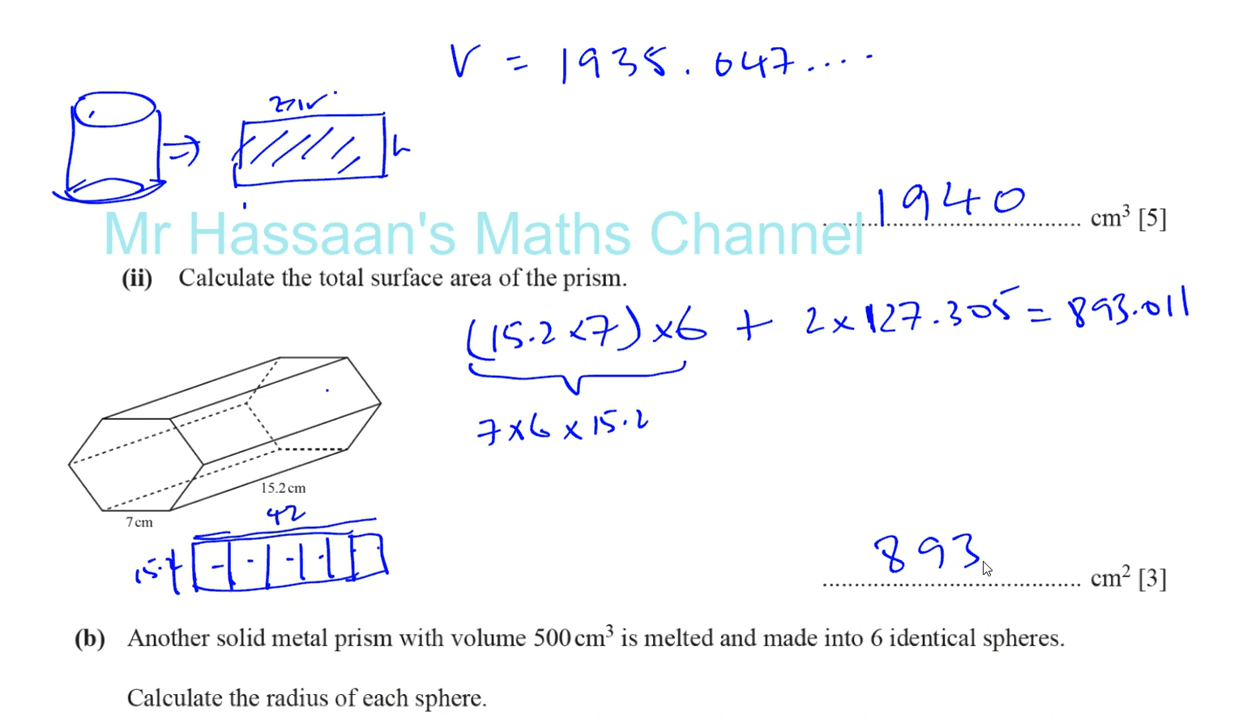 V = 1935.047....
2πr
h
1940
cm³ [5]
Mr Hassaan's Maths Channel
(ii) Calculate the total surface area of the prism.
(15.2 × 7) × 6 + 2 × 127.305 = 893.011
7 × 6 × 15.2
15.2 cm
7 cm
42
893
cm² [3]
(b) Another solid metal prism with volume 500 cm³ is melted and made into 6 identical spheres.
Calculate the radius of each sphere.